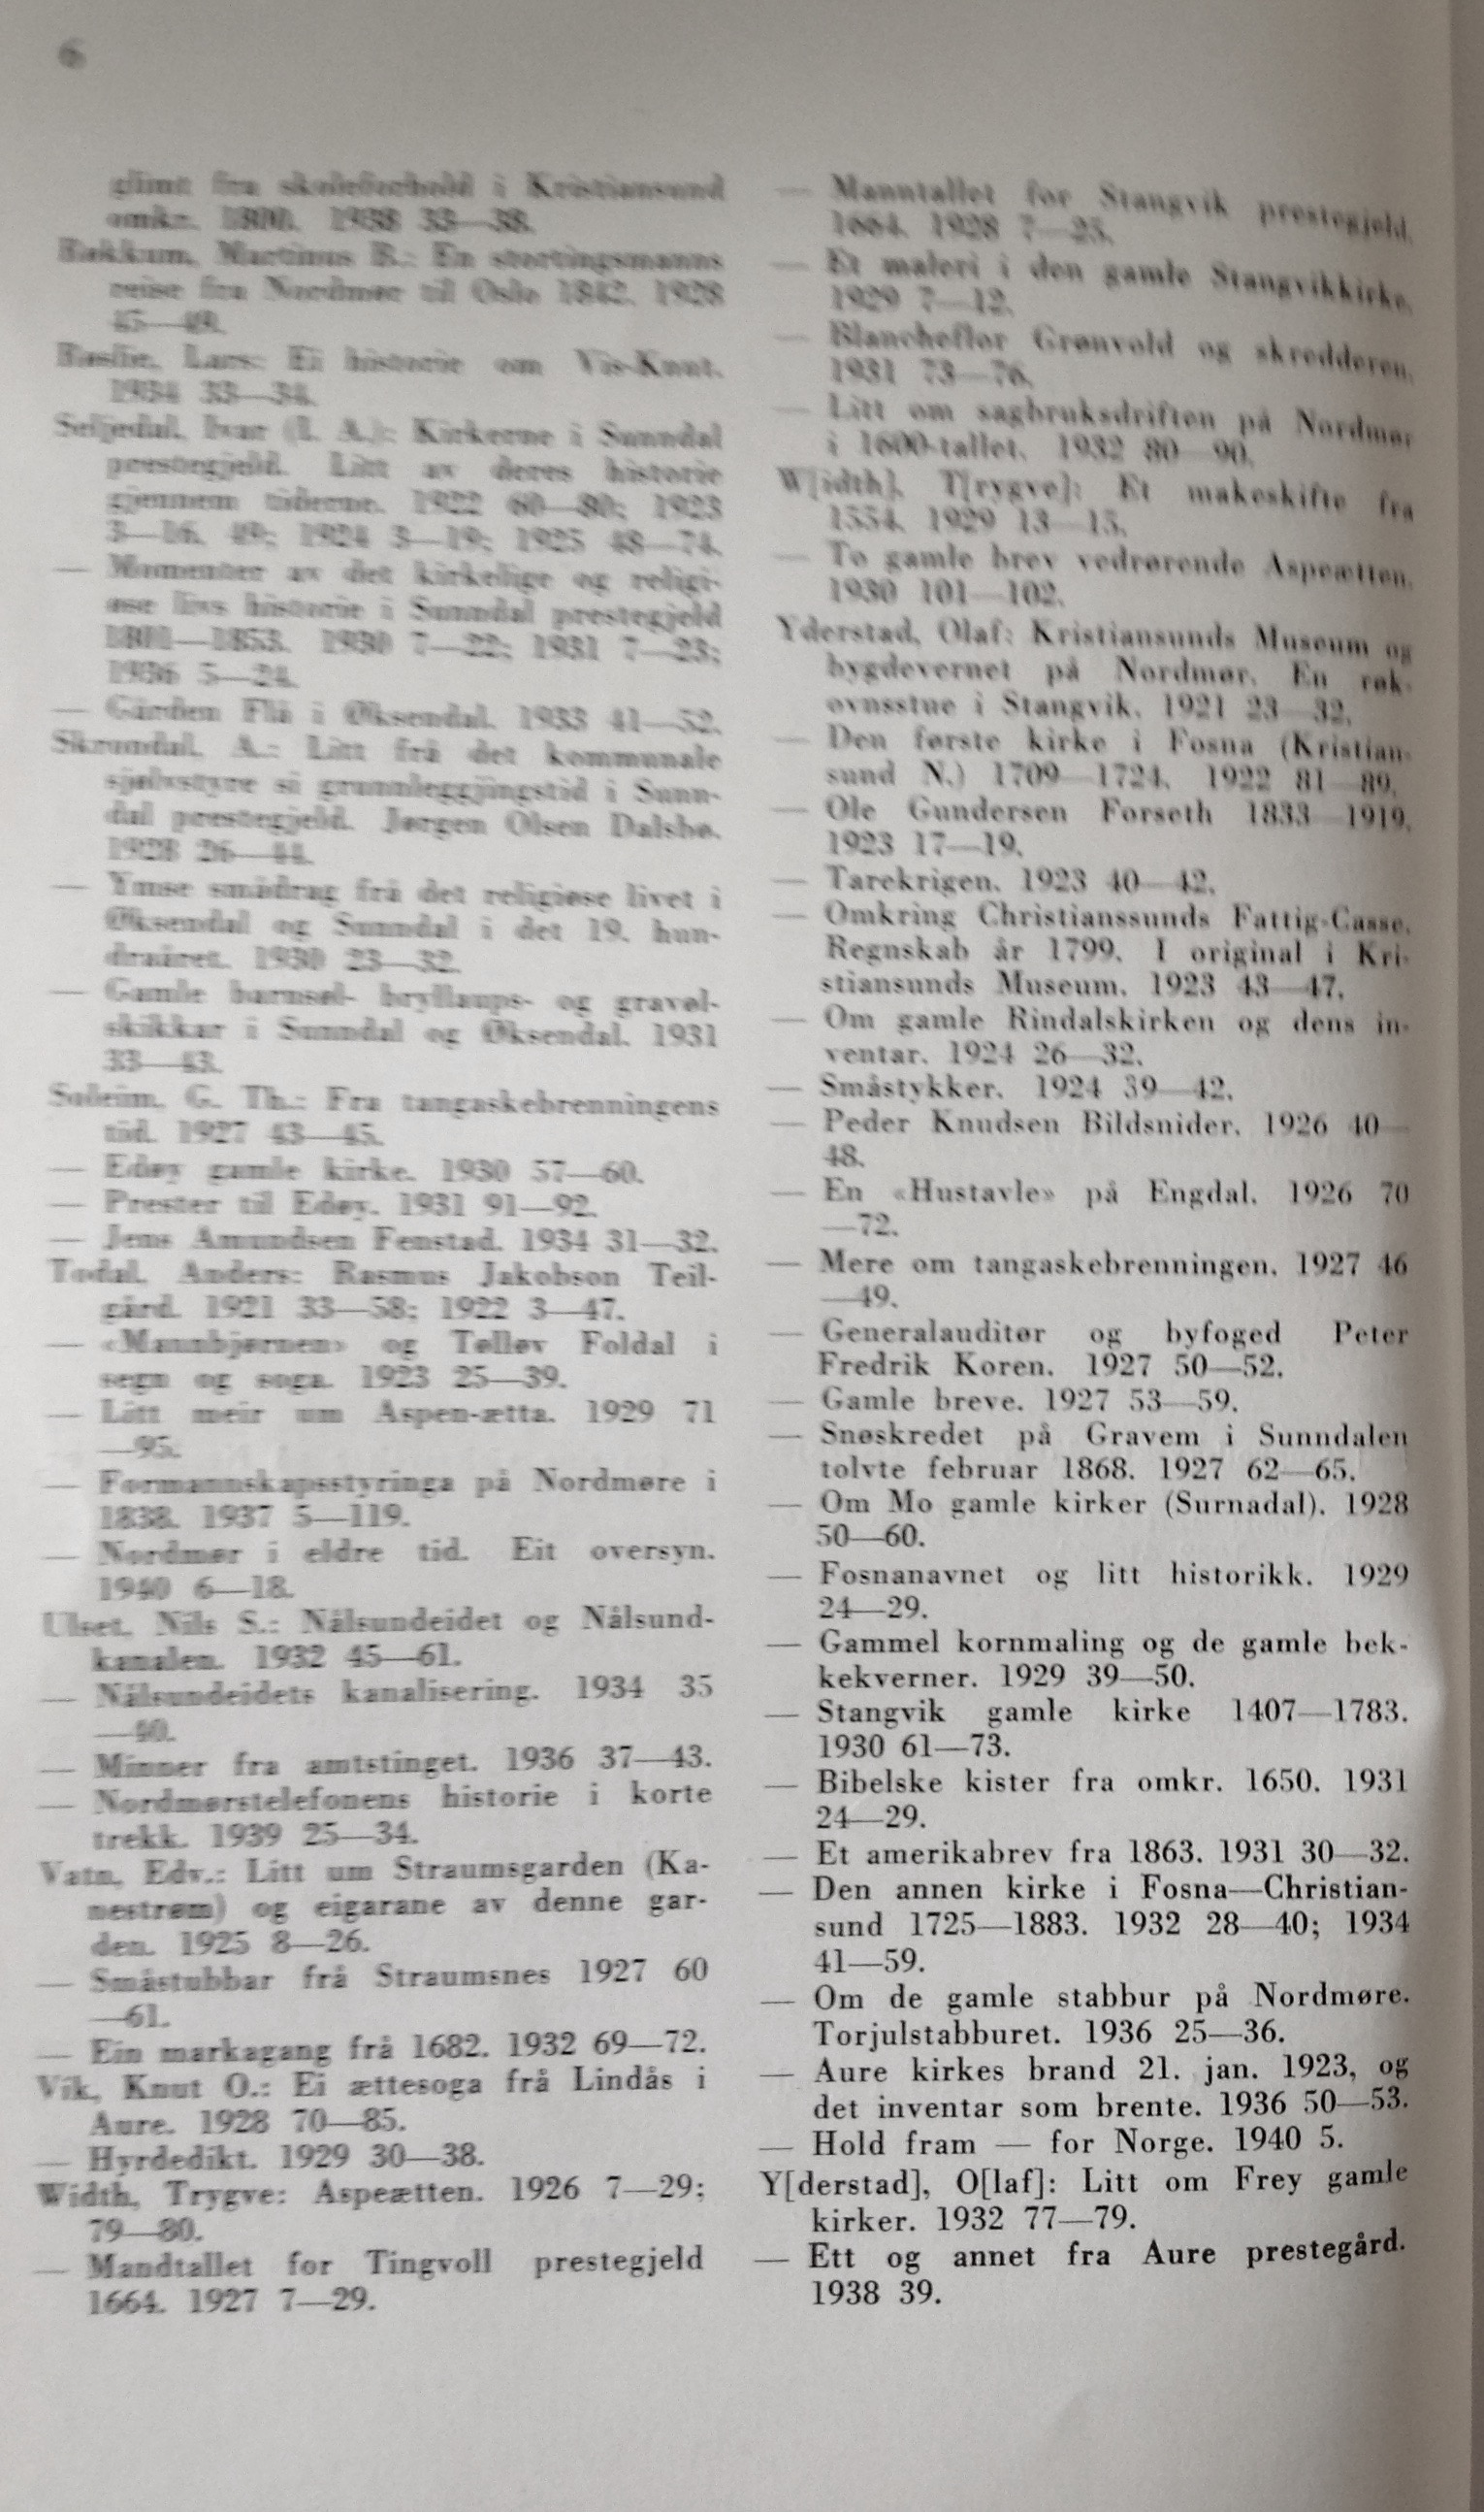 6
glimt fra skoleforhold i Kristiansund
omkr. 1800. 1938 33—38.
Martinus B.: En stortingsmanns
reise fra Nordmør til Oslo 1842. 1928
45—49.
Lars: Ei historie om Vis-Knut.
1934 33—34.
Seljedal, Ivar (I. A.): Kirkerne i Sunndal
prestegjeld. Litt av deres historie
gjennem tiderne. 1922 60—80; 1923
3—16, 49; 1924 3—19; 1925 48—74.
— Momenter av det kirkelige og religi-
øse livs historie i Sunndal prestegjeld
1801—1853. 1930 7—22; 1931 7—23;
1936 5—24.
— Gården Flå i Øksendal. 1933 41—52.
Skrondal, A.: Litt frå det kommunale
sjølvstyre si grunnleggjingstid i Sunn-
dal prestegjeld. Jørgen Olsen Dalsbø.
1928 26—44.
— Ymse smådrag frå det religiøse livet i
Øksendal og Sunndal i det 19. hun-
draåret. 1930 23—32.
— Gamle barnsøl- bryllaups- og gravøl-
skikkar i Sunndal og Øksendal. 1931
33—43.
Soleim, G. Th.: Fra tangaskebrenningens
tid. 1927 43—45.
— Edøy gamle kirke. 1930 57—60.
— Prester til Edøy. 1931 91—92.
— Jens Amundsen Fenstad. 1934 31—32.
Todal, Anders: Rasmus Jakobson Teil-
gård. 1921 33—58; 1922 3—47.
— «Mannbjørnen» og Tølløv Foldal i
segn og soga. 1923 25—39.
— Litt meir um Aspen-ætta. 1929 71
—95.
— Formannskapsstyringa på Nordmøre i
1838. 1937 5—119.
— Nordmør i eldre tid. Eit oversyn.
1940 6—18.
Ulset, Nils S.: Nålsundeidet og Nålsund-
kanalen. 1932 45—61.
— Nålsundeidets kanalisering. 1934 35
—40.
— Minner fra amtstinget. 1936 37—43.
— Nordmørstelefonens historie i korte
trekk. 1939 25—34.
Vatn, Edv.: Litt um Straumsgarden (Ka-
nestrøm) og eigarane av denne gar-
den. 1925 8—26.
— Småstubbar frå Straumsnes 1927 60
—61.
— Ein markagang frå 1682. 1932 69—72.
Vik, Knut O.: Ei ættesoga frå Lindås i
Aure. 1928 70—85.
— Hyrdedikt. 1929 30—38.
Width, Trygve: Aspeætten. 1926 7—29;
79—80.
— Mandtallet for Tingvoll prestegjeld
1664. 1927 7—29.
— Manntallet for Stangvik prestegjeld.
1664. 1928 7—25.
— Et maleri i den gamle Stangvikkirke.
1929 7—12.
— Blancheflor Grønvold og skredderen.
1931 73—76.
— Litt om sagbruksdriften på Nordmør
i 1600-tallet. 1932 80—90.
W[idth], T[rygve]: Et makeskifte fra
1554. 1929 13—15.
— To gamle brev vedrørende Aspeætten.
1930 101—102.
Yderstad, Olaf: Kristiansunds Museum og
bygdevernet på Nordmør. En røk-
ovnsstue i Stangvik. 1921 23—32.
— Den første kirke i Fosna (Kristian-
sund N.) 1709—1724. 1922 81—89.
— Ole Gundersen Forseth 1833—1919.
1923 17—19.
— Tarekrigen. 1923 40—42.
— Omkring Christianssunds Fattig-Casse.
Regnskab år 1799. I original i Kri-
stiansunds Museum. 1923 43—47.
— Om gamle Rindalskirken og dens in-
ventar. 1924 26—32.
— Småstykker. 1924 39—42.
— Peder Knudsen Bildsnider. 1926 40—
48.
— En «Hustavle» på Engdal. 1926 70
—72.
— Mere om tangaskebrenningen. 1927 46
—49.
— Generalauditør og byfoged Peter
Fredrik Koren. 1927 50—52.
— Gamle breve. 1927 53—59.
— Snøskredet på Gravem i Sunndalen
tolvte februar 1868. 1927 62—65.
— Om Mo gamle kirker (Surnadal). 1928
50—60.
— Fosnanavnet og litt historikk. 1929
24—29.
— Gammel kornmaling og de gamle bek-
kekverner. 1929 39—50.
— Stangvik gamle kirke 1407—1783.
1930 61—73.
— Bibelske kister fra omkr. 1650. 1931
24—29.
— Et amerikabrev fra 1863. 1931 30—32.
— Den annen kirke i Fosna—Christian-
sund 1725—1883. 1932 28—40; 1934
41—59.
— Om de gamle stabbur på Nordmøre.
Torjulstabburet. 1936 25—36.
— Aure kirkes brand 21. jan. 1923, og
det inventar som brente. 1936 50—53.
— Hold fram — for Norge. 1940 5.
Y[derstad], O[laf]: Litt om Frey gamle
kirker. 1932 77—79.
— Ett og annet fra Aure prestegård.
1938 39.